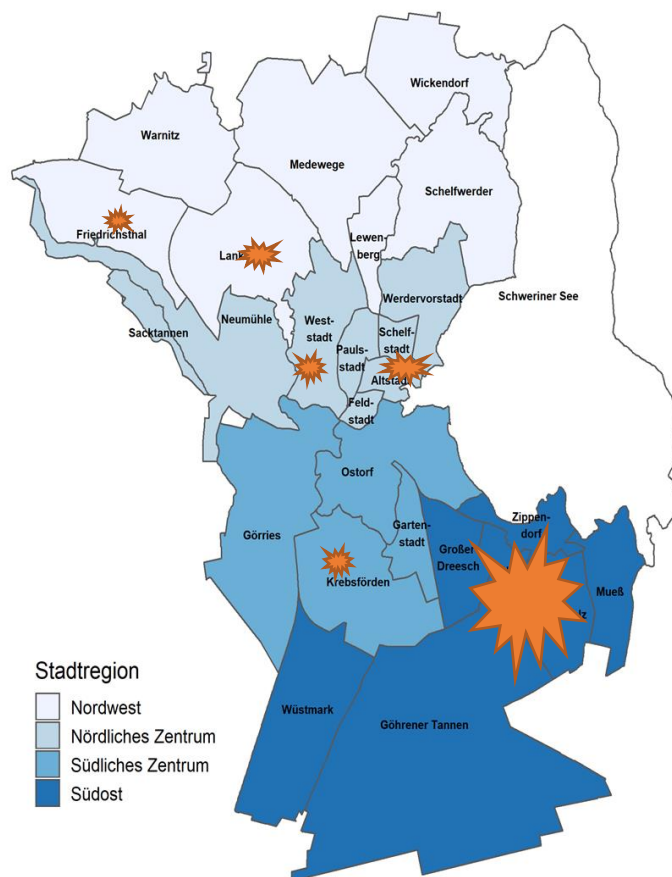 Wickendorf
Warnitz
Medewege
Schelfwerder
Friedrichsthal
Lewen-
berg
Werdervorstadt
Schweriner See
Sacktannen
Neumühle
West-
stadt
Schelf-
stadt
Pauls-
stadt
Altstadt
Feld-
stadt
Ostorf
Görries
Garten-
stadt
Großer
Dreesch
Zippen-
dorf
Krebsförden
Mueß
Wüstmark
Göhrener Tannen
Stadtregion
Nordwest
Nördliches Zentrum
Südliches Zentrum
Südost